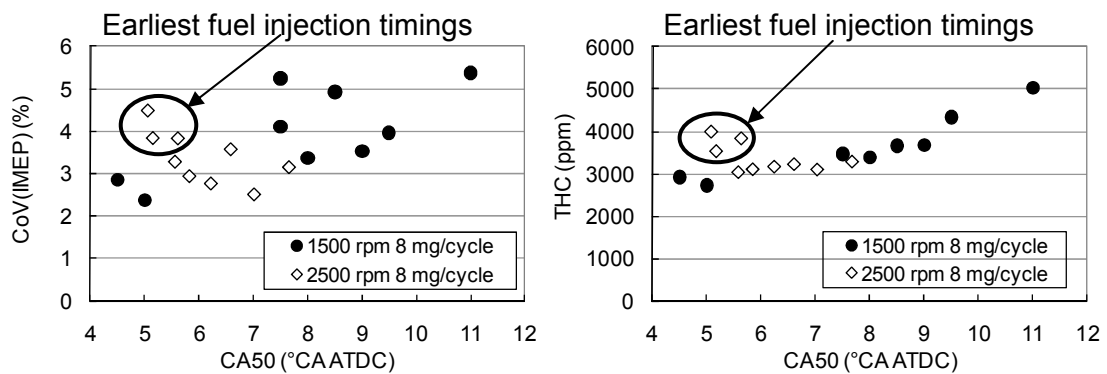 Earliest fuel injection timings
6
5
4
3
2
1
0
CoV(IMEP) (%)
● 1500 rpm 8 mg/cycle
◇ 2500 rpm 8 mg/cycle
4 5 6 7 8 9 10 11 12
CA50 (°CA ATDC)
Earliest fuel injection timings
6000
5000
4000
3000
2000
1000
0
THC (ppm)
● 1500 rpm 8 mg/cycle
◇ 2500 rpm 8 mg/cycle
4 5 6 7 8 9 10 11 12
CA50 (°CA ATDC)